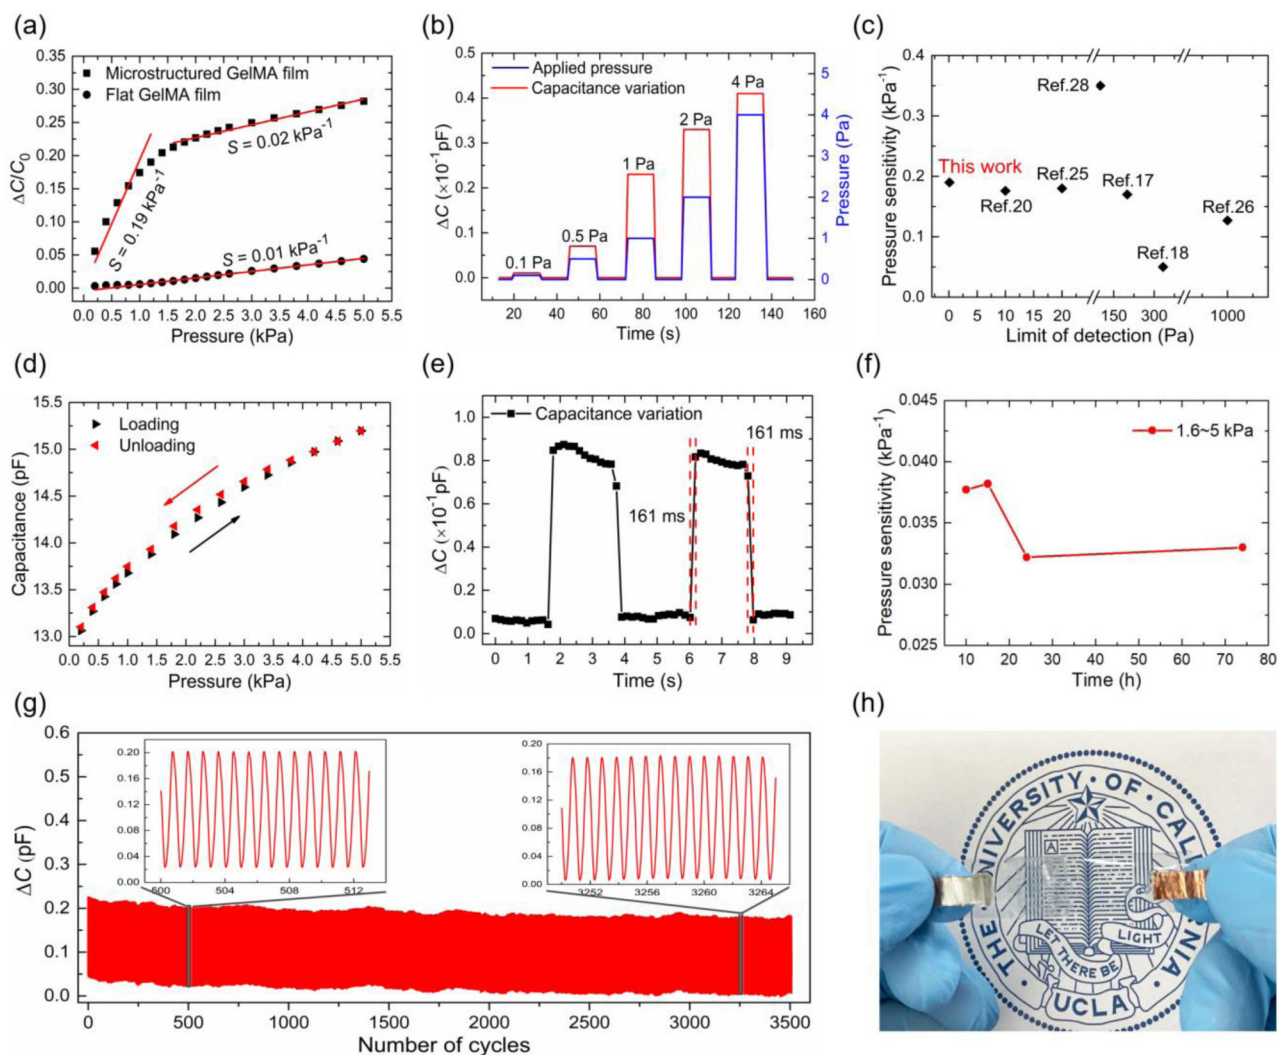 (a)
ΔC/C0
0.35
0.30
0.25
0.20
0.15
0.10
0.05
0.00
Microstructured GelMA film
Flat GelMA film
S = 0.02 kPa-1
S = 0.19 kPa-1
S = 0.01 kPa-1
0.0 0.5 1.0 1.5 2.0 2.5 3.0 3.5 4.0 4.5 5.0 5.5
Pressure (kPa)
(b)
ΔC (×10-1pF)
0.5
0.4
0.3
0.2
0.1
0.0
Applied pressure
Capacitance variation
0.1 Pa
0.5 Pa
1 Pa
2 Pa
4 Pa
5
4
3
2
1
0
Pressure (Pa)
20 40 60 80 100 120 140 160
Time (s)
(c)
Pressure sensitivity (kPa-1)
0.4
0.3
0.2
0.1
0.0
Ref.28
This work
Ref.20
Ref.25
Ref.17
Ref.18
Ref.26
0 10 20 150 300 1000
Limit of detection (Pa)
(d)
Capacitance (pF)
15.5
15.0
14.5
14.0
13.5
13.0
Loading
Unloading
0.0 0.5 1.0 1.5 2.0 2.5 3.0 3.5 4.0 4.5 5.0 5.5
Pressure (kPa)
(e)
ΔC (×10-1pF)
1.0
0.8
0.6
0.4
0.2
0.0
Capacitance variation
161 ms
161 ms
0 1 2 3 4 5 6 7 8 9
Time (s)
(f)
Pressure sensitivity (kPa-1)
0.045
0.040
0.035
0.030
0.025
1.6~5 kPa
10 20 30 40 50 60 70 80
Time (h)
(g)
ΔC (pF)
0.6
0.5
0.4
0.3
0.2
0.1
0.0
0.20
0.16
0.12
0.08
0.04
0.00
500 504 508 512
0.20
0.16
0.12
0.08
0.04
0.00
3252 3256 3260 3264
0 500 1000 1500 2000 2500 3000 3500
Number of cycles
(h)
A
LET THERE BE
LIGHT
UCLA